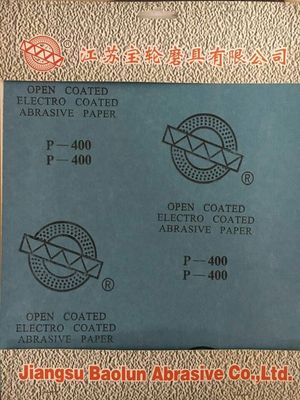 ® 江苏宝轮磨具有限公司
OPEN COATED
ELECTRO COATED
ABRASIVE PAPER
P—400
P—400
®
OPEN COATED
ELECTRO COATED
ABRASIVE PAPER
P—400
P—400
®
OPEN COATED
ELECTRO COATED
ABRASIVE PAPER
Jiangsu Baolun Abrasive Co.,Ltd.